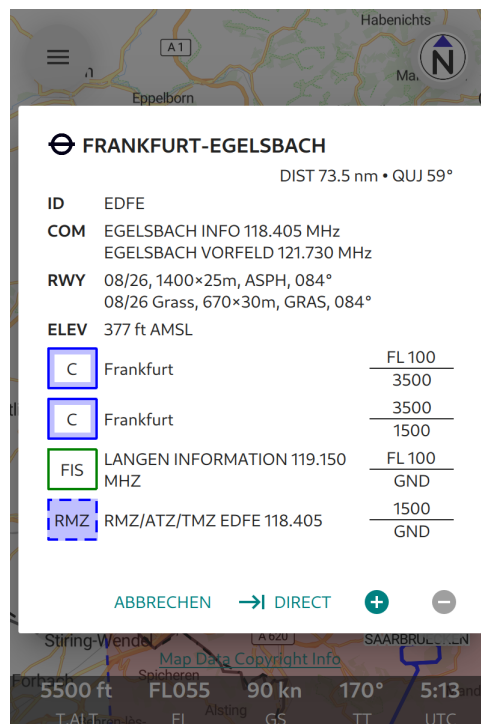 Habenichts
A 1
Eppelborn
N
FRANKFURT-EGELSBACH
DIST 73.5 nm • QUJ 59°
ID EDFE
COM EGELSBACH INFO 118.405 MHz
EGELSBACH VORFELD 121.730 MHz
RWY 08/26, 1400×25m, ASPH, 084°
08/26 Grass, 670×30m, GRAS, 084°
ELEV 377 ft AMSL
C Frankfurt FL 100
3500
C Frankfurt 3500
1500
FIS LANGEN INFORMATION 119.150 MHZ FL 100
GND
RMZ RMZ/ATZ/TMZ EDFE 118.405 1500
GND
ABBRECHEN DIRECT
Stiring-Wendel A 620 SAARBRUECKEN
Map Data Copyright Info
Forbach Spicheren
5500 ft FL055 90 kn 170° 5:13
Alsting
T-ALT FL GS TT UTC